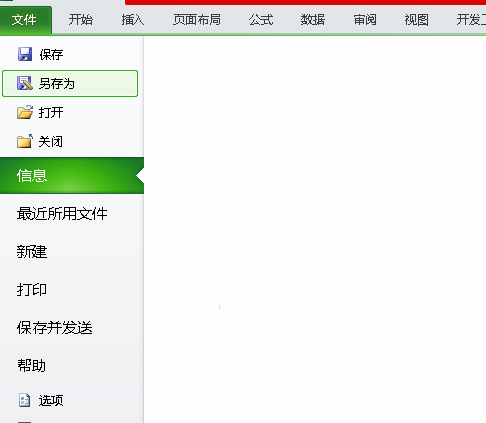 文件 开始 插入 页面布局 公式 数据 审阅 视图 开发工
保存
另存为
打开
关闭
信息
最近所用文件
新建
打印
保存并发送
帮助
选项